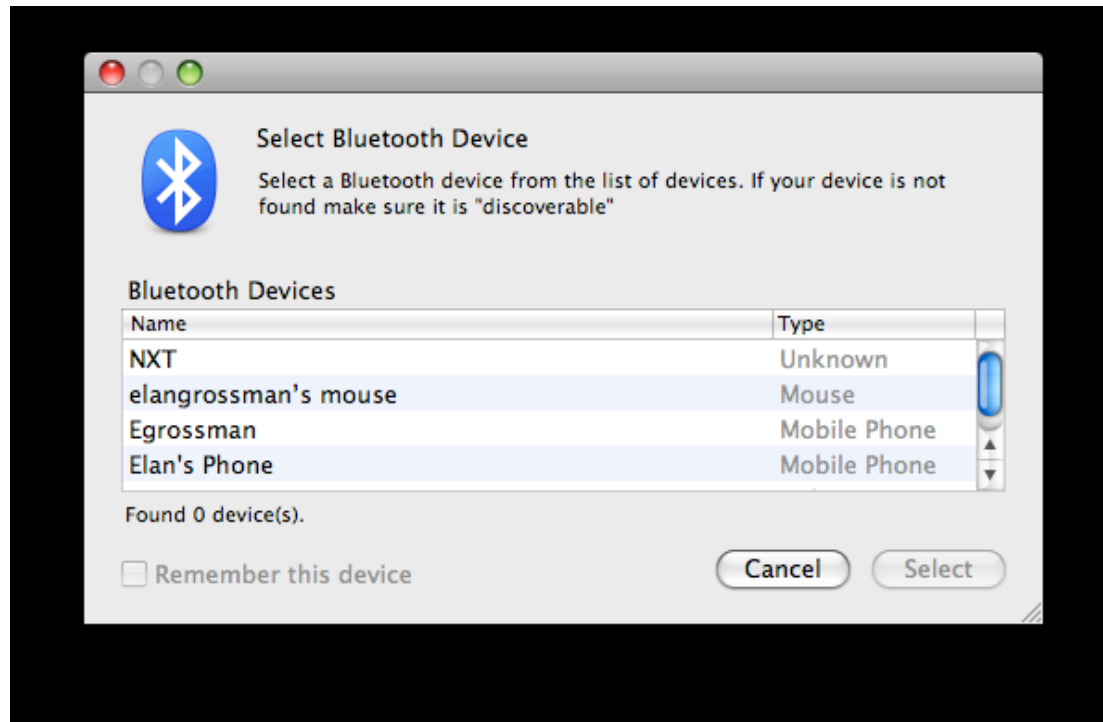 Select Bluetooth Device
Select a Bluetooth device from the list of devices. If your device is not
found make sure it is "discoverable"
Bluetooth Devices
Name Type
NXT Unknown
elangrossman's mouse Mouse
Egrossman Mobile Phone
Elan's Phone Mobile Phone
Found 0 device(s).
Remember this device Cancel Select